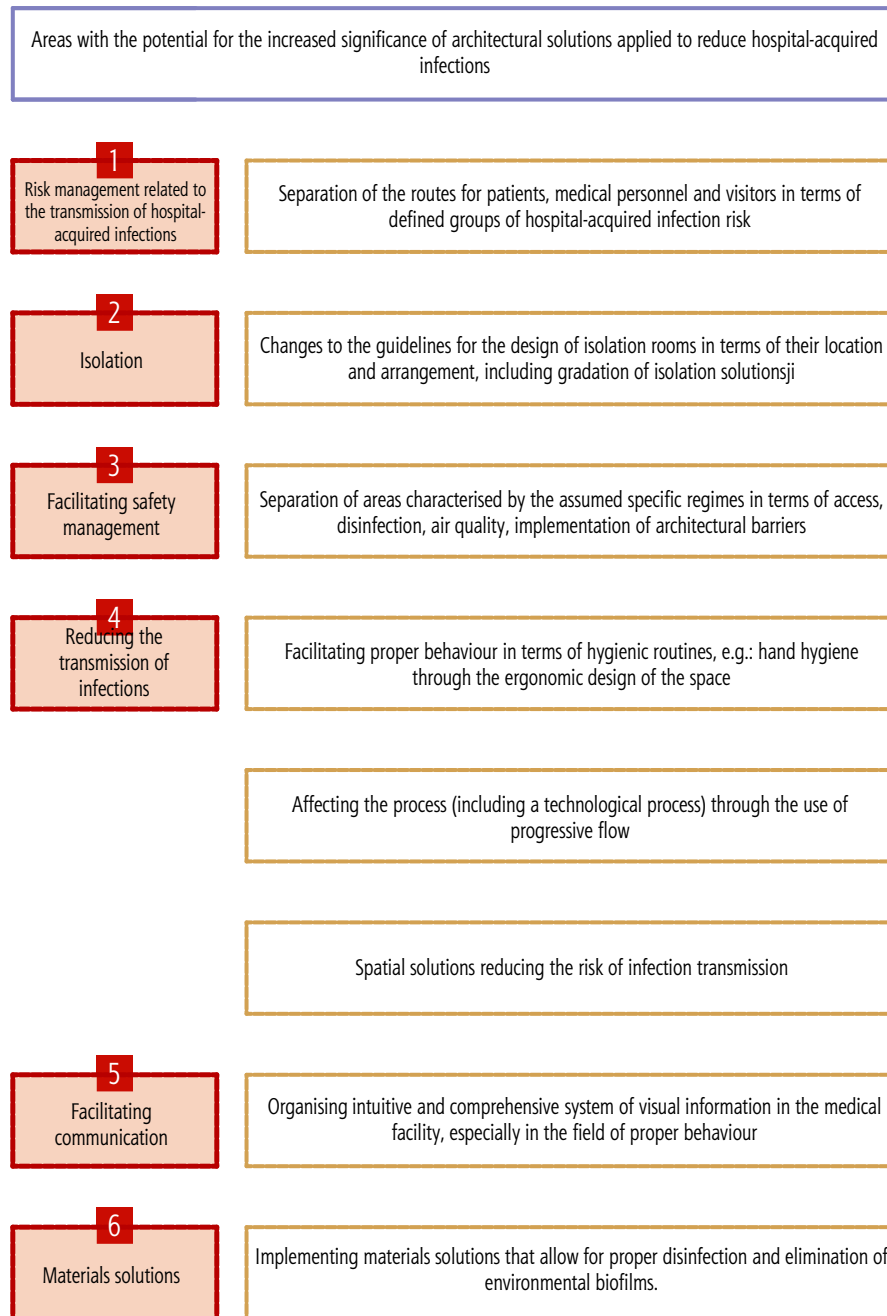 Areas with the potential for the increased significance of architectural solutions applied to reduce hospital-acquired
infections
1
Risk management related to
the transmission of hospital-
acquired infections
Separation of the routes for patients, medical personnel and visitors in terms of
defined groups of hospital-acquired infection risk
2
Isolation
Changes to the guidelines for the design of isolation rooms in terms of their location
and arrangement, including gradation of isolation solutionsji
3
Facilitating safety
management
Separation of areas characterised by the assumed specific regimes in terms of access,
disinfection, air quality, implementation of architectural barriers
4
Reducing the
transmission of
infections
Facilitating proper behaviour in terms of hygienic routines, e.g.: hand hygiene
through the ergonomic design of the space
Affecting the process (including a technological process) through the use of
progressive flow
Spatial solutions reducing the risk of infection transmission
5
Facilitating
communication
Organising intuitive and comprehensive system of visual information in the medical
facility, especially in the field of proper behaviour
6
Materials solutions
Implementing materials solutions that allow for proper disinfection and elimination of
environmental biofilms.